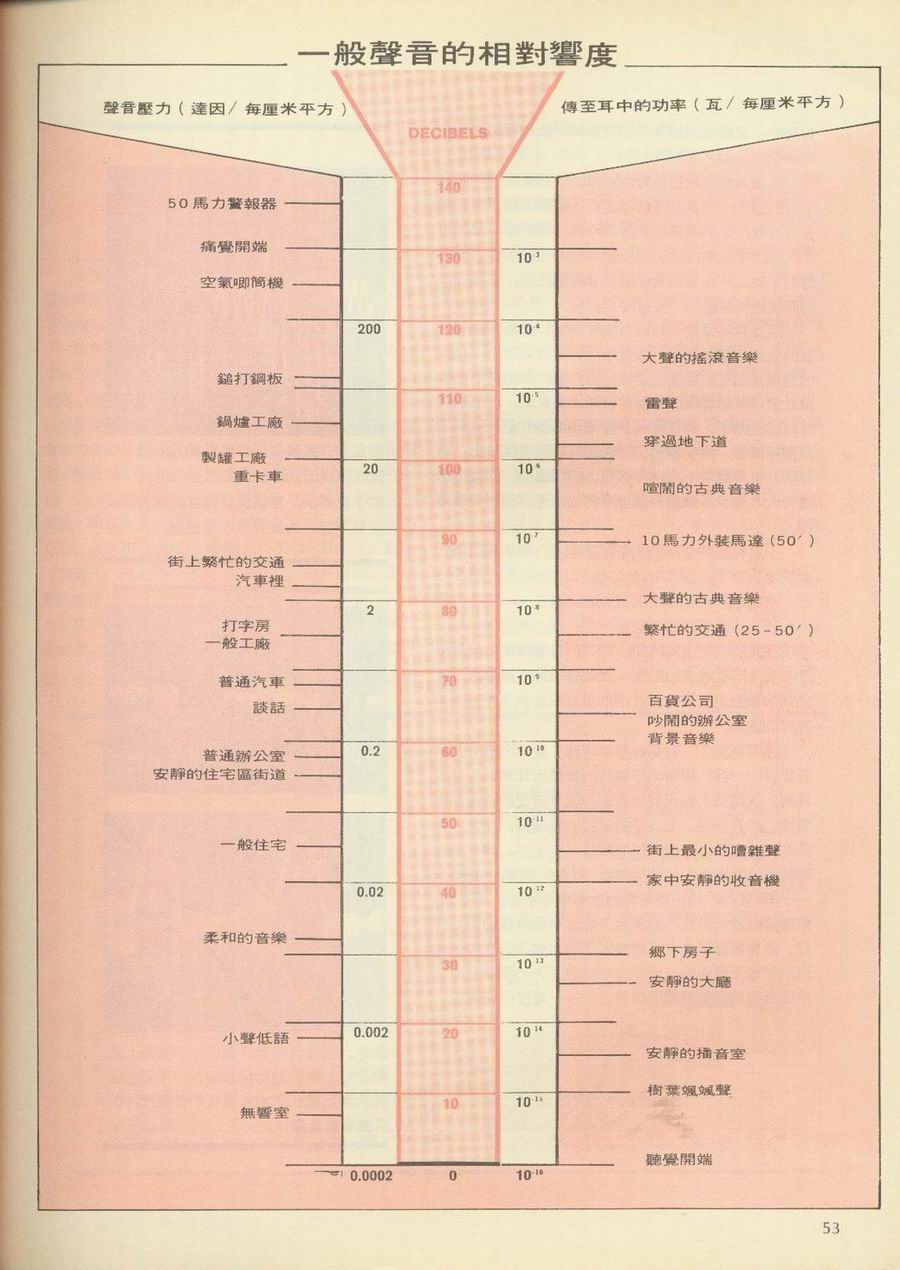 一般聲音的相對響度
聲音壓力（達因/每厘米平方）
傳至耳中的功率（瓦/每厘米平方）
DECIBELS
140
50馬力警報器
痛覺開端
130
10⁻³
空氣唧筒機
200
120
10⁻⁴
大聲的搖滾音樂
鎚打鋼板
110
10⁻⁵
雷聲
鍋爐工廠
穿過地下道
製罐工廠
重卡車
20
100
10⁻⁶
喧鬧的古典音樂
90
10⁻⁷
10馬力外裝馬達(50′)
街上繁忙的交通
汽車裡
2
80
10⁻⁸
大聲的古典音樂
打字房
一般工廠
繁忙的交通(25-50′)
普通汽車
70
10⁻⁹
談話
百貨公司
吵鬧的辦公室
背景音樂
0.2
60
10⁻¹⁰
普通辦公室
安靜的住宅區街道
50
10⁻¹¹
一般住宅
街上最小的嘈雜聲
0.02
40
10⁻¹²
家中安靜的收音機
柔和的音樂
鄉下房子
30
10⁻¹³
安靜的大廳
小聲低語
0.002
20
10⁻¹⁴
安靜的播音室
樹葉颯颯聲
10
10⁻¹⁵
無響室
聽覺開端
0.0002
0
10⁻¹⁶
53